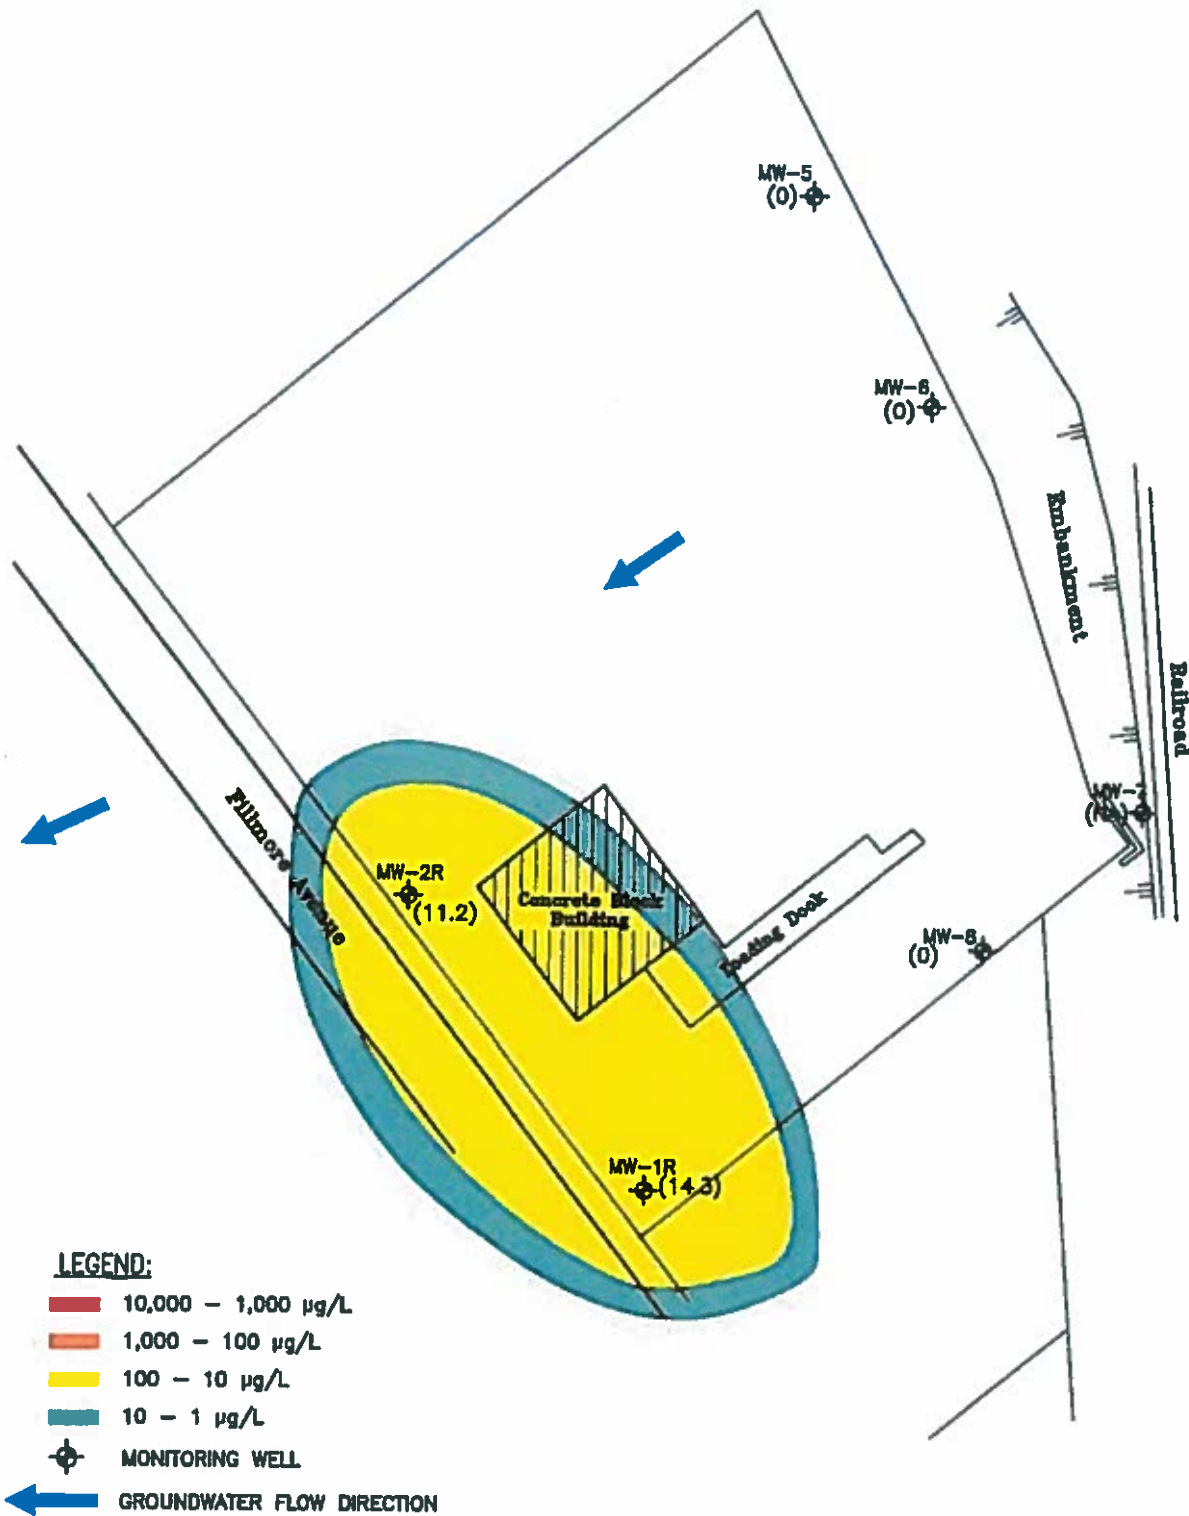 MW-5
(0)
MW-6
(0)
Embankment
Railroad
MW-7
Fillmore Avenue
MW-2R
(11.2)
Concrete Block
Building
Loading Dock
MW-8
(0)
MW-1R
(14.3)
LEGEND:
10,000 - 1,000 µg/L
1,000 - 100 µg/L
100 - 10 µg/L
10 - 1 µg/L
MONITORING WELL
GROUNDWATER FLOW DIRECTION